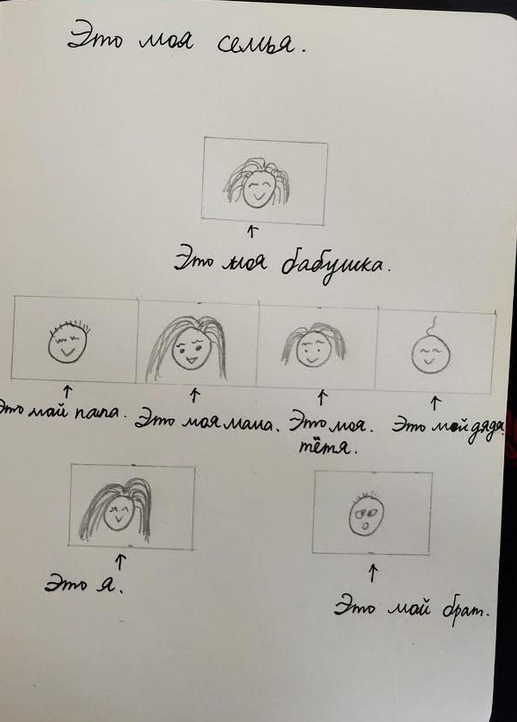 Это моя семья.
Это моя бабушка.
Это май папа.
Это моя мама.
Это моя.
тётя.
Это мой дядя.
Это я.
Это май брат.